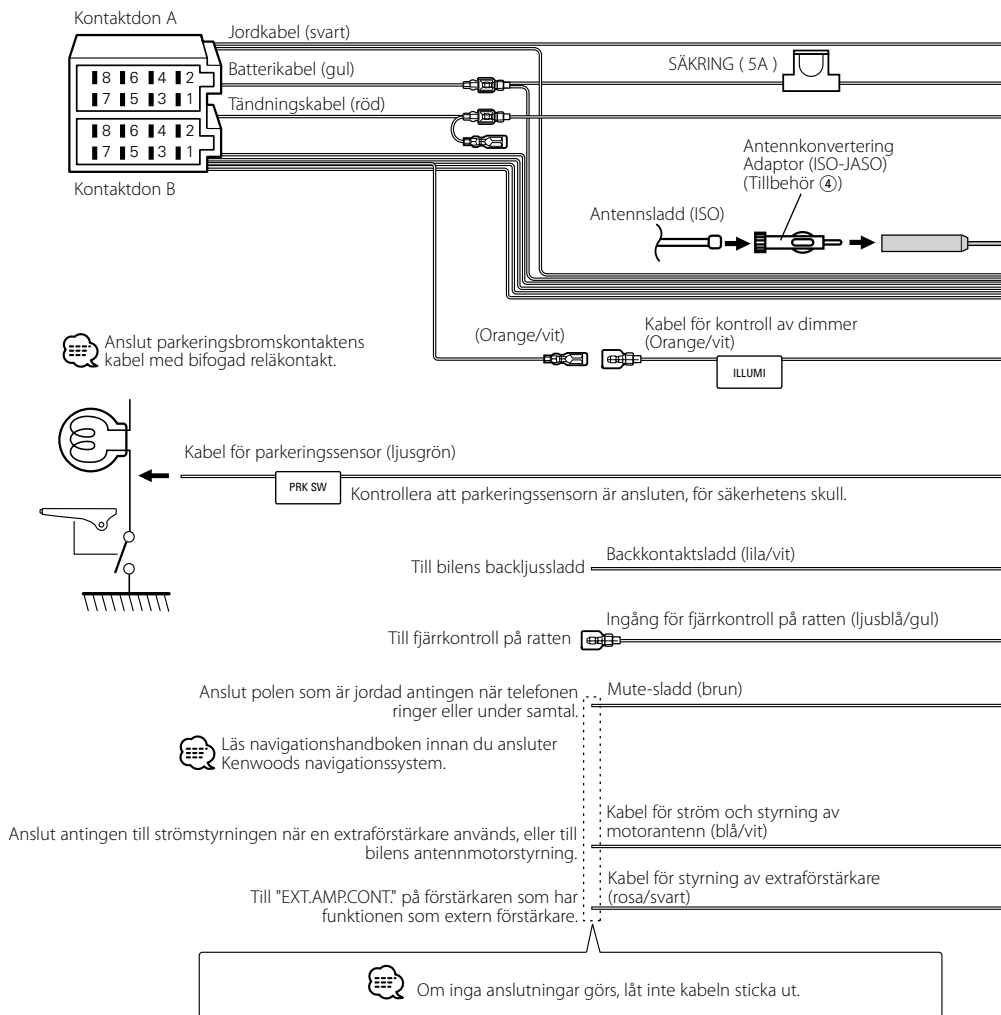 Kontaktdon A
Jordkabel (svart)
Batterikabel (gul)
SÄKRING ( 5A )
8 6 4 2
7 5 3 1
Tändningskabel (röd)
8 6 4 2
7 5 3 1
Kontaktdon B
Antennkonvertering
Adaptor (ISO-JASO)
(Tillbehör ④)
Antennsladd (ISO)
Anslut parkeringsbromskontaktens
kabel med bifogad reläkontakt.
(Orange/vit)
Kabel för kontroll av dimmer
(Orange/vit)
ILLUMI
Kabel för parkeringssensor (ljusgrön)
PRK SW
Kontrollera att parkeringssensorn är ansluten, för säkerhetens skull.
Till bilens backljussladd
Backkontaktsladd (lila/vit)
Till fjärrkontroll på ratten
Ingång för fjärrkontroll på ratten (ljusblå/gul)
Anslut polen som är jordad antingen när telefonen
ringer eller under samtal.
Mute-sladd (brun)
Läs navigationshandboken innan du ansluter
Kenwoods navigationssystem.
Anslut antingen till strömstyrningen när en extraförstärkare används, eller till
bilens antennmotorstyrning.
Kabel för ström och styrning av
motorantenn (blå/vit)
Till "EXT.AMP.CONT." på förstärkaren som har
funktionen som extern förstärkare.
Kabel för styrning av extraförstärkare
(rosa/svart)
Om inga anslutningar görs, låt inte kabeln sticka ut.